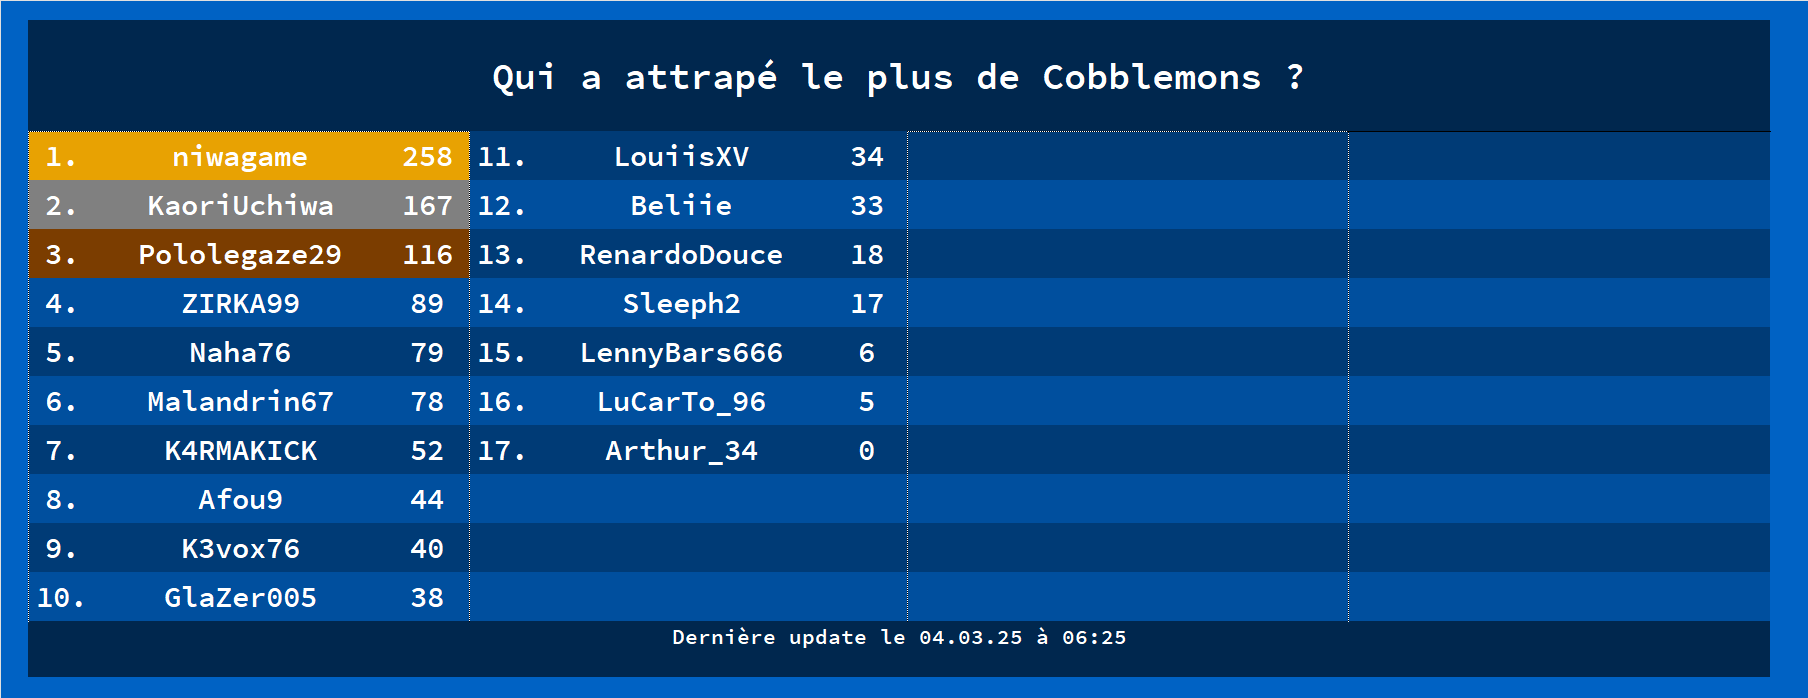 Qui a attrapé le plus de Cobblemons ?
1. niwagame 258
2. KaoriUchiwa 167
3. Pololegaze29 116
4. ZIRKA99 89
5. Naha76 79
6. Malandrin67 78
7. K4RMAKICK 52
8. Afou9 44
9. K3vox76 40
10. GlaZer005 38
11. LouiisXV 34
12. Beliie 33
13. RenardoDouce 18
14. Sleeph2 17
15. LennyBars666 6
16. LuCarTo_96 5
17. Arthur_34 0
Dernière update le 04.03.25 à 06:25